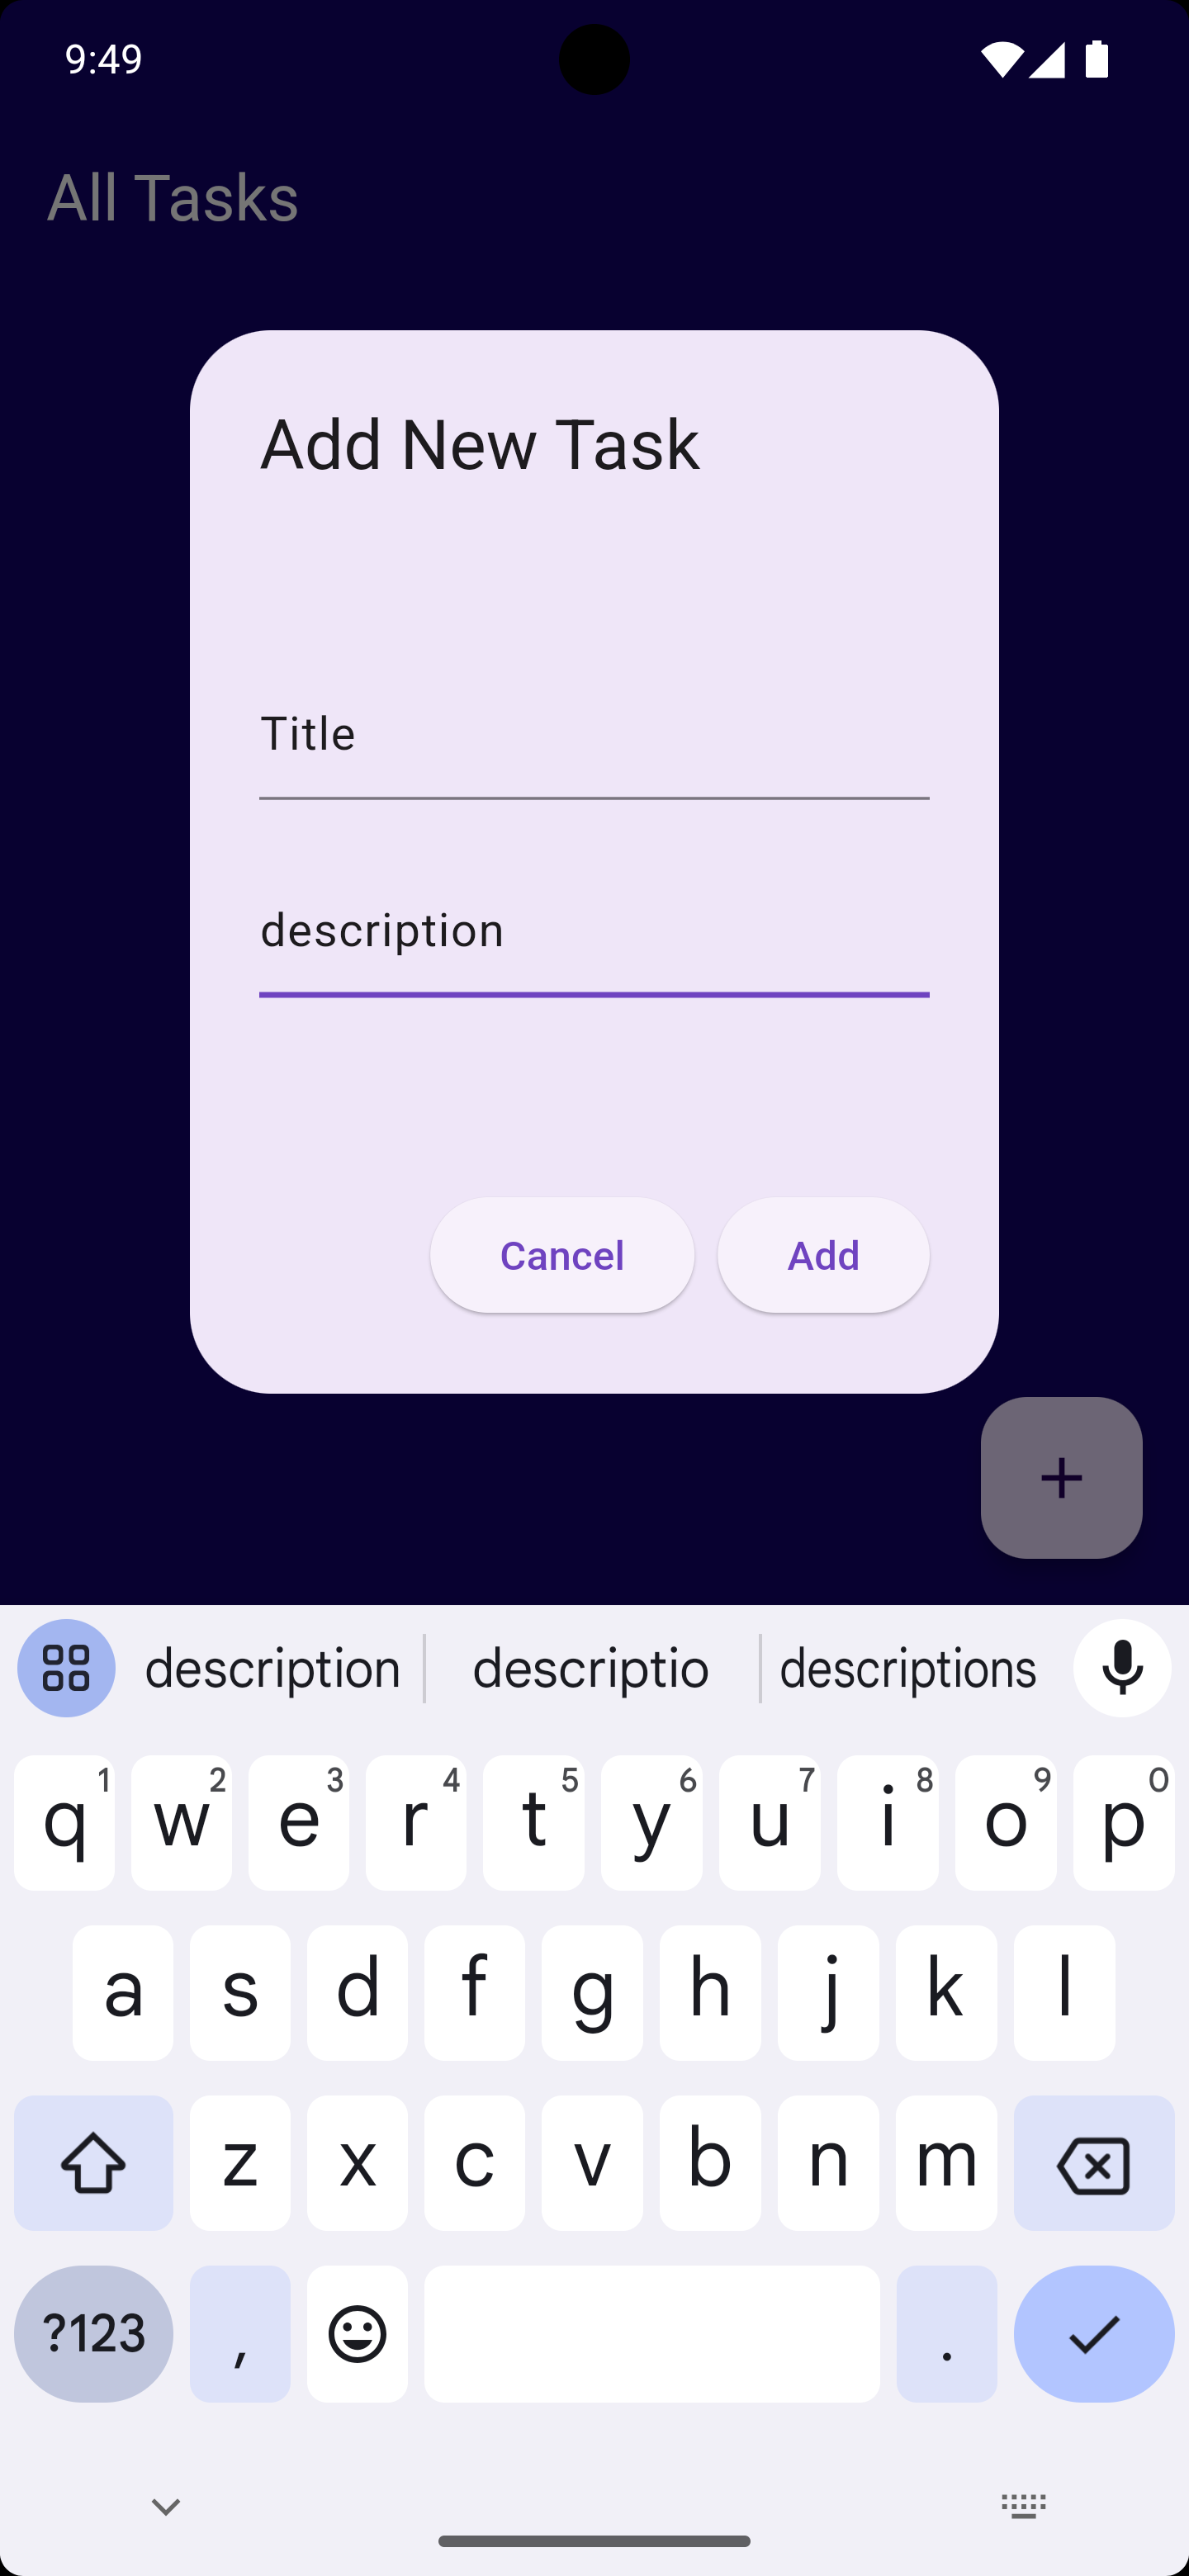 9:49
All Tasks
Add New Task
Title
description
Cancel Add
description descriptio descriptions
q1 w2 e3 r4 t5 y6 u7 i8 o9 p0
a s d f g h j k l
z x c v b n m
?123 , .